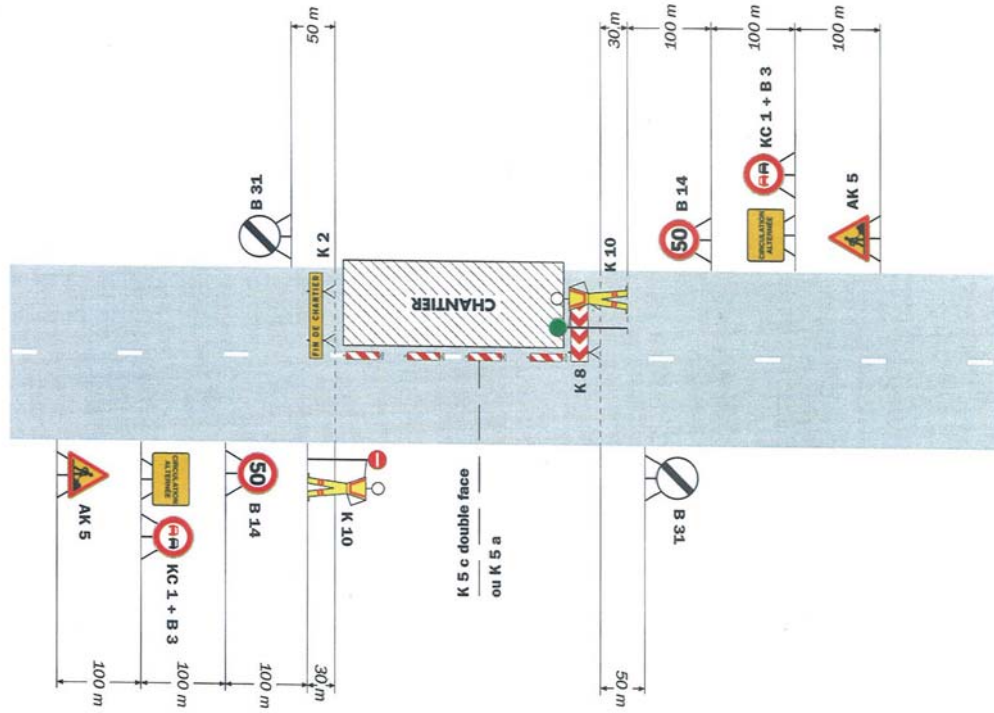 50 m
30 m
100 m
100 m
100 m
B 31
K 2
FIN DE CHANTIER
CHANTIER
K 10
K 8
B 14
50
KC 1 + B 3
CIRCULATION
ALTERNÉE
AK 5
AK 5
CIRCULATION
ALTERNÉE
KC 1 + B 3
50
B 14
K 10
K 5 c double face
ou K 5 a
B 31
100 m
100 m
100 m
30 m
50 m